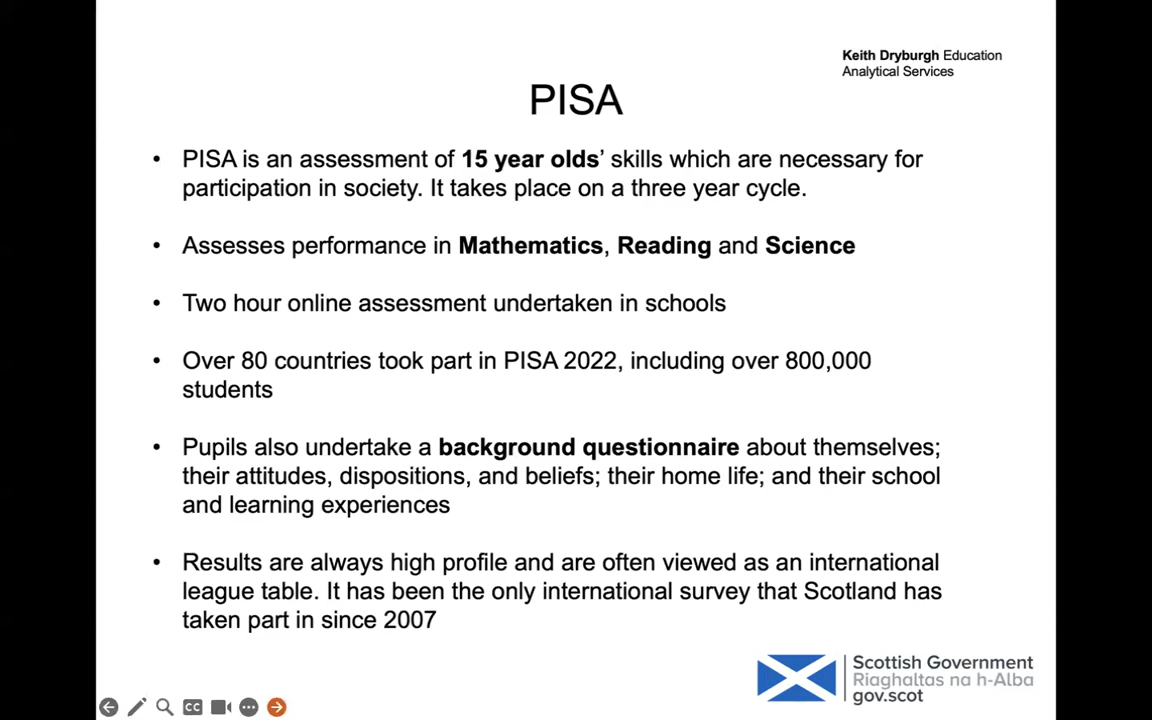 Keith Dryburgh Education
Analytical Services
PISA
• PISA is an assessment of 15 year olds’ skills which are necessary for
participation in society. It takes place on a three year cycle.
• Assesses performance in Mathematics, Reading and Science
• Two hour online assessment undertaken in schools
• Over 80 countries took part in PISA 2022, including over 800,000
students
• Pupils also undertake a background questionnaire about themselves;
their attitudes, dispositions, and beliefs; their home life; and their school
and learning experiences
• Results are always high profile and are often viewed as an international
league table. It has been the only international survey that Scotland has
taken part in since 2007
Scottish Government
Riaghaltas na h-Alba
gov.scot
CC